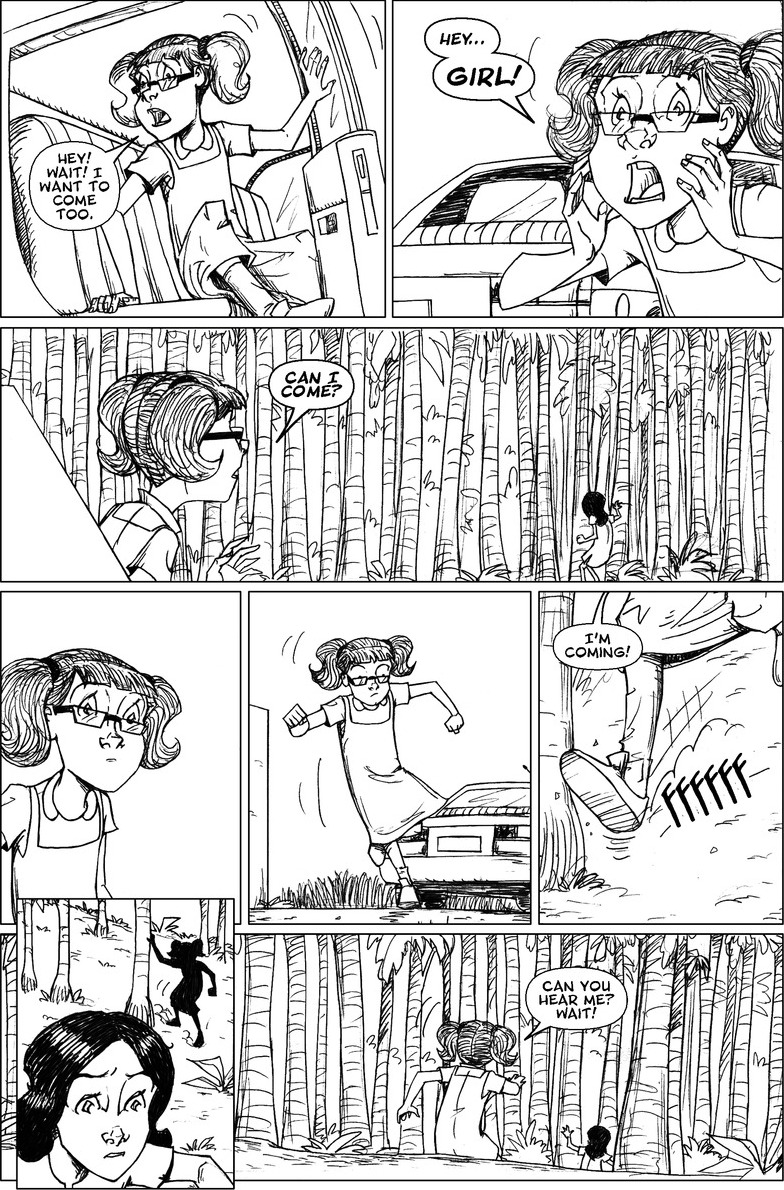 HEY!
WAIT! I
WANT TO
COME
TOO.
HEY...
GIRL!
CAN I
COME?
I'M
COMING!
FFFFFF
CAN YOU
HEAR ME?
WAIT!